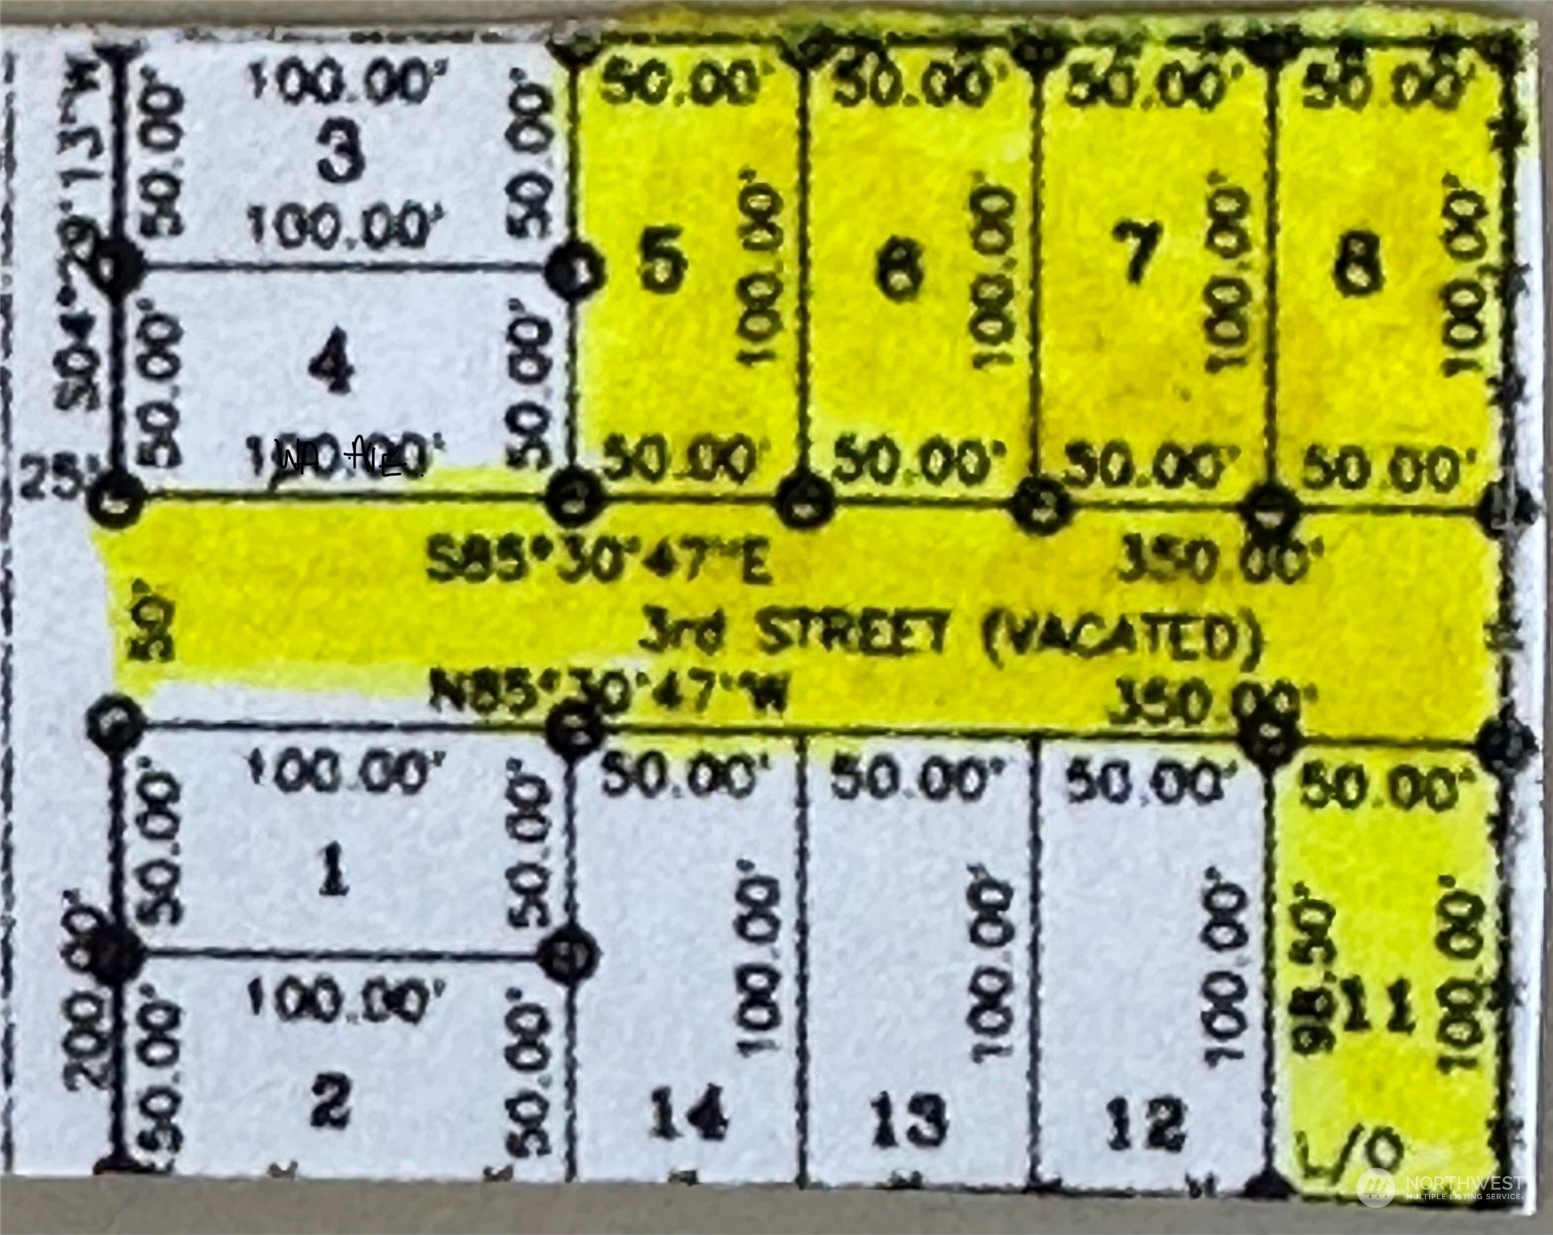 100.00' 50.00' 50.00' 50.00' 50.00'
S04°29'13"W 50.00' 3 50.00'
100.00'
5 100.00' 6 100.00' 7 100.00' 8 100.00'
50.00' 4 50.00'
100.00' 50.00' 50.00' 50.00' 50.00'
25'
S85°30'47"E 350.00'
50' 3rd STREET (VACATED)
N85°30'47"W 350.00'
100.00' 50.00' 50.00' 50.00' 50.00'
50.00' 1 50.00'
200.00' 100.00' 100.00' 100.00' 98.50' 11 100.00'
100.00'
50.00' 2 50.00' 14 13 12
L/O
NORTHWEST
MULTIPLE LISTING SERVICE